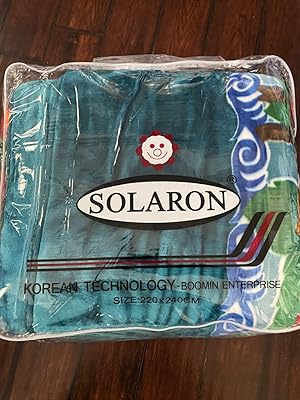 SOLARON®
KOREAN TECHNOLOGY-BOOMIN ENTERPRISE
SIZE:220x240CM